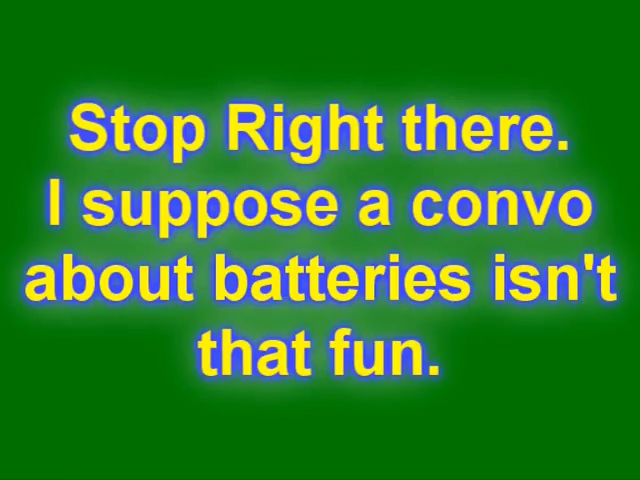 Stop Right there.
I suppose a convo
about batteries isn't
that fun.